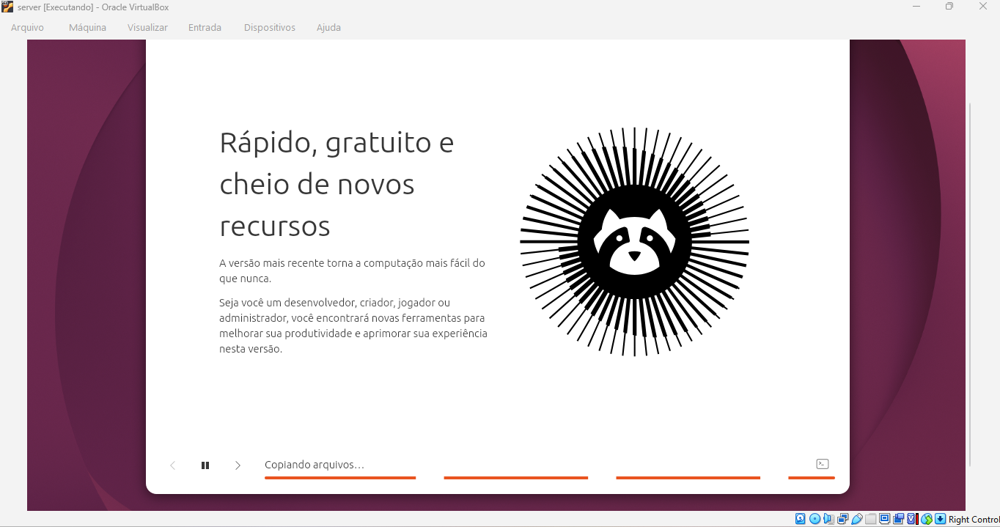 server [Executando] - Oracle VirtualBox
Arquivo Máquina Visualizar Entrada Dispositivos Ajuda
Rápido, gratuito e
cheio de novos
recursos
A versão mais recente torna a computação mais fácil do
que nunca.
Seja você um desenvolvedor, criador, jogador ou
administrador, você encontrará novas ferramentas para
melhorar sua produtividade e aprimorar sua experiência
nesta versão.
Copiando arquivos...
Right Control